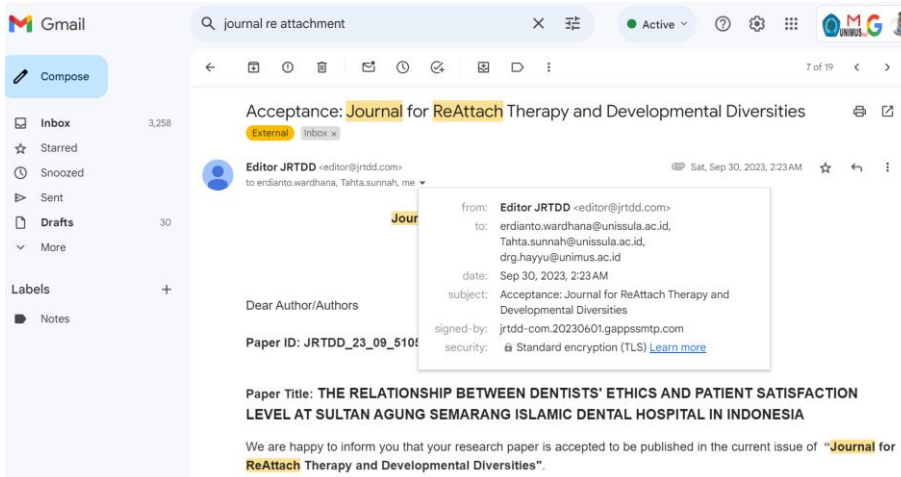 Gmail
journal re attachment
Active
UNIMUS
Compose
7 of 19
Inbox 3,258
Starred
Snoozed
Sent
Drafts 30
More
Labels
Notes
Acceptance: Journal for ReAttach Therapy and Developmental Diversities
External Inbox x
Editor JRTDD <editor@jrtdd.com>
Sat, Sep 30, 2023, 2:23 AM
to erdianto.wardhana, Tahta.sunnah, me
Jour
from: Editor JRTDD <editor@jrtdd.com>
to: erdianto.wardhana@unissula.ac.id,
Tahta.sunnah@unissula.ac.id,
drg.hayyu@unimus.ac.id
date: Sep 30, 2023, 2:23 AM
subject: Acceptance: Journal for ReAttach Therapy and
Developmental Diversities
signed-by: jrtdd-com.20230601.gappssmtp.com
security: Standard encryption (TLS) Learn more
Dear Author/Authors
Paper ID: JRTDD_23_09_5105
Paper Title: THE RELATIONSHIP BETWEEN DENTISTS' ETHICS AND PATIENT SATISFACTION
LEVEL AT SULTAN AGUNG SEMARANG ISLAMIC DENTAL HOSPITAL IN INDONESIA
We are happy to inform you that your research paper is accepted to be published in the current issue of “Journal for
ReAttach Therapy and Developmental Diversities".